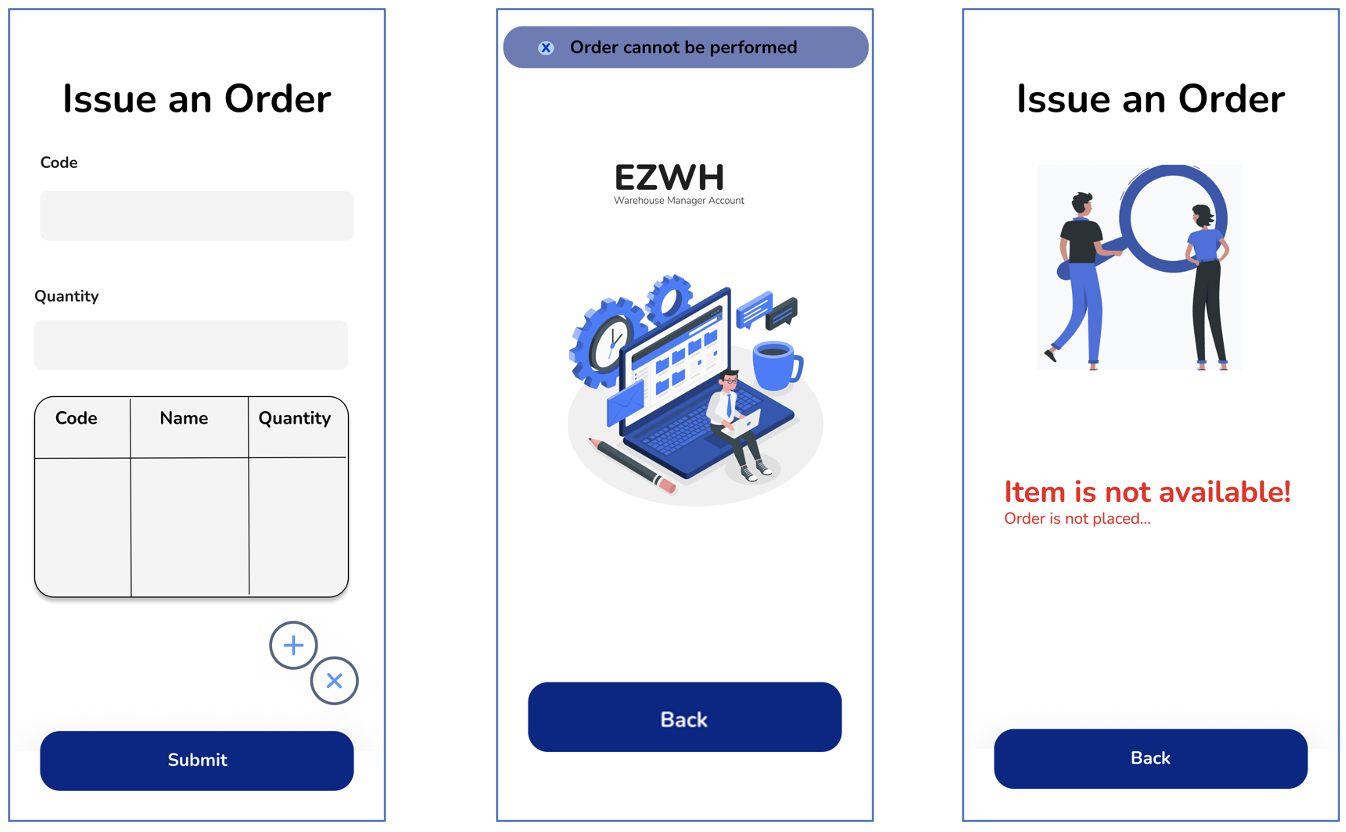 Issue an Order
Code
Quantity
Code Name Quantity
Submit
Order cannot be performed
EZWH
Warehouse Manager Account
Back
Issue an Order
Item is not available!
Order is not placed...
Back